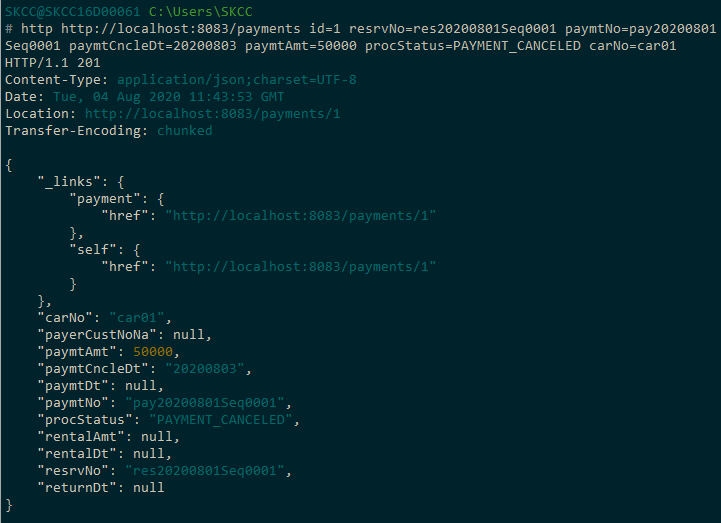 SKCC@SKCC16D00061 C:\Users\SKCC
# http http://localhost:8083/payments id=1 resrvNo=res20200801Seq0001 paymtNo=pay20200801
Seq0001 paymtCncleDt=20200803 paymtAmt=50000 procStatus=PAYMENT_CANCELED carNo=car01
HTTP/1.1 201
Content-Type: application/json;charset=UTF-8
Date: Tue, 04 Aug 2020 11:43:53 GMT
Location: http://localhost:8083/payments/1
Transfer-Encoding: chunked

{
    "_links": {
        "payment": {
            "href": "http://localhost:8083/payments/1"
        },
        "self": {
            "href": "http://localhost:8083/payments/1"
        }
    },
    "carNo": "car01",
    "payerCustNoNa": null,
    "paymtAmt": 50000,
    "paymtCncleDt": "20200803",
    "paymtDt": null,
    "paymtNo": "pay20200801Seq0001",
    "procStatus": "PAYMENT_CANCELED",
    "rentalAmt": null,
    "rentalDt": null,
    "resrvNo": "res20200801Seq0001",
    "returnDt": null
}